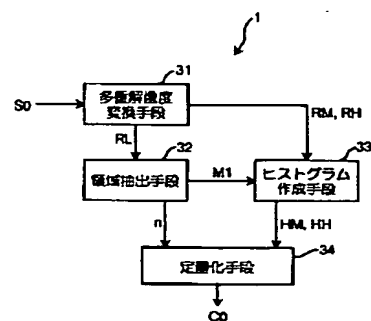 1
31
S0
多重解像度
変換手段
RM, RH
RL
32
33
領域抽出手段
M1
ヒストグラム
作成手段
n
HM, HH
34
定量化手段
C0